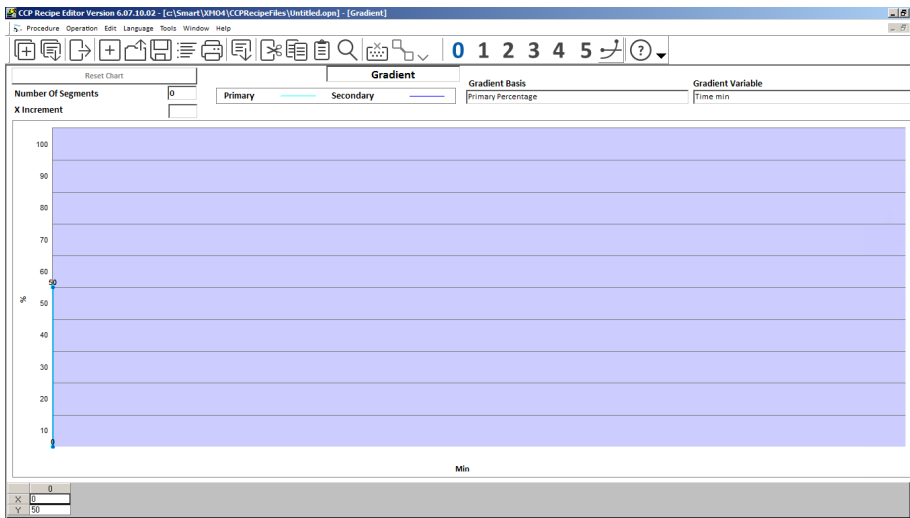 CCP Recipe Editor Version 6.07.10.02 - [c:\Smart\XMO4\CCPRecipeFiles\Untitled.opn] - [Gradient]
Procedure Operation Edit Language Tools Window Help
0 1 2 3 4 5 ?
Reset Chart
Gradient
Gradient Basis
Gradient Variable
Number Of Segments 0
Primary
Secondary
Primary Percentage
Time min
X Increment
100
90
80
70
60
50
%
50
40
30
20
10
0
Min
0
X 0
Y 50